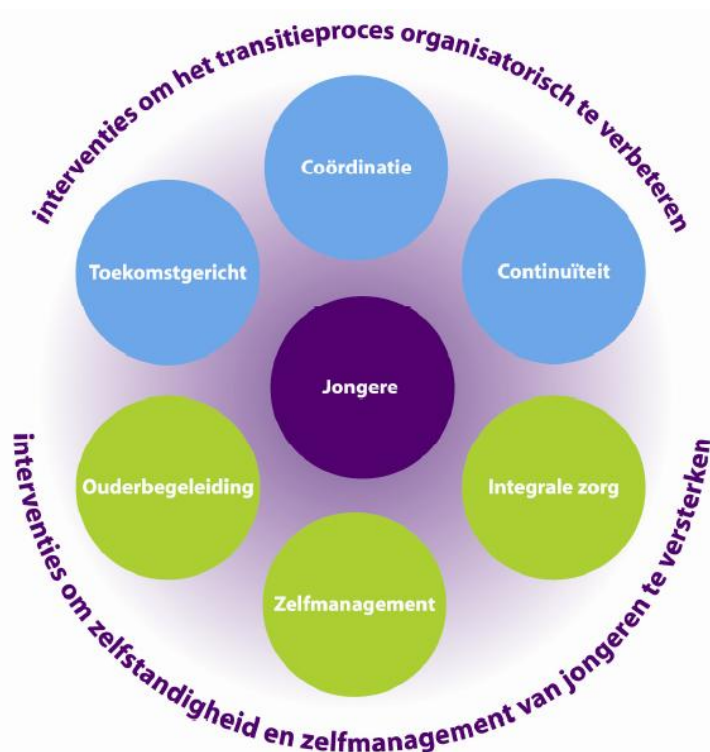 interventies om het transitieproces organisatorisch te verbeteren
Coördinatie
Toekomstgericht
Continuïteit
Jongere
Ouderbegeleiding
Integrale zorg
Zelfmanagement
interventies om zelfstandigheid en zelfmanagement van jongeren te versterken